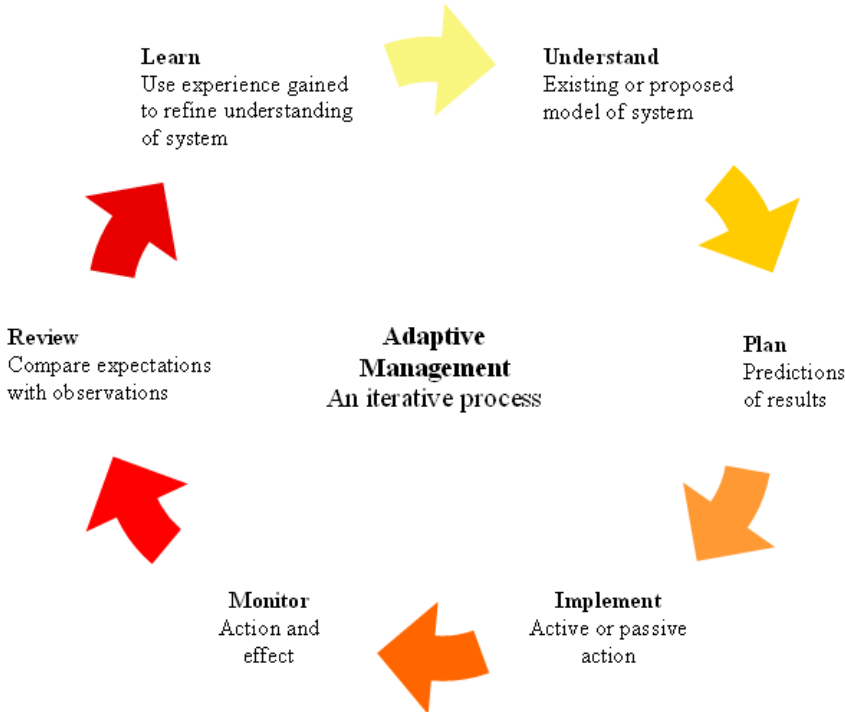 Learn
Use experience gained
to refine understanding
of system
Understand
Existing or proposed
model of system
Review
Compare expectations
with observations
Adaptive
Management
An iterative process
Plan
Predictions
of results
Monitor
Action and
effect
Implement
Active or passive
action